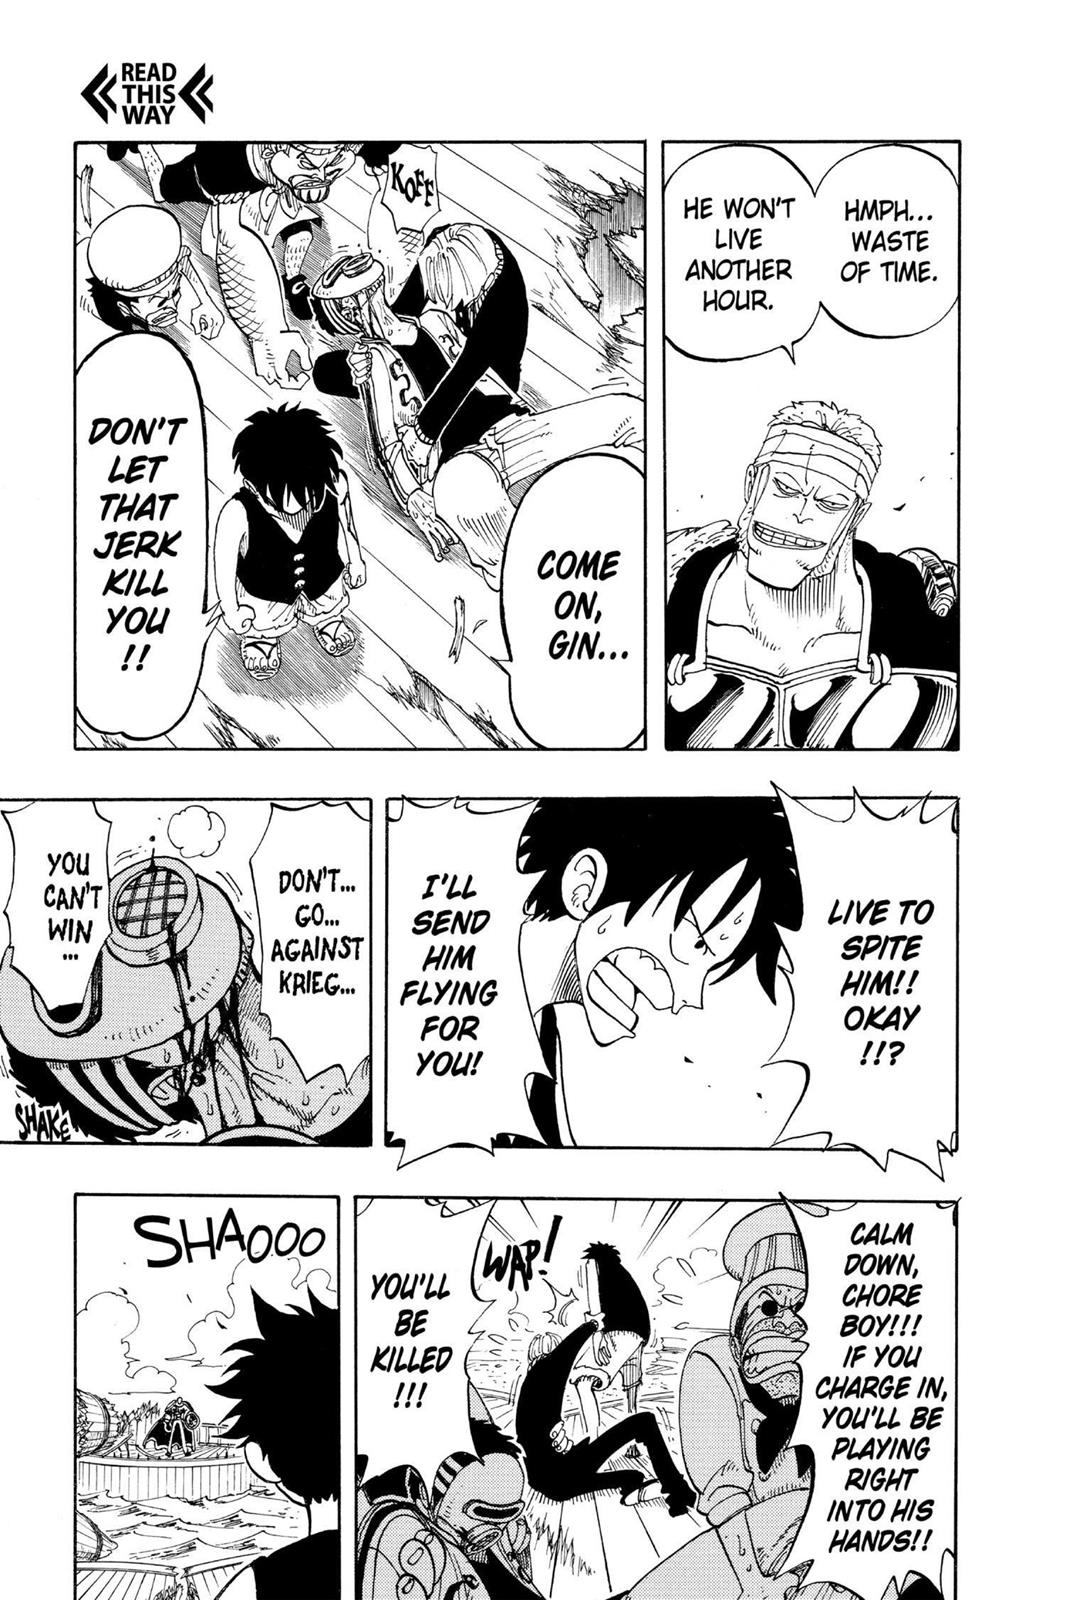 READ
THIS
WAY
HMPH...
WASTE
OF TIME.
HE WON'T
LIVE
ANOTHER
HOUR.
KOFF
COME
ON,
GIN...
DON'T
LET
THAT
JERK
KILL
YOU
!!
LIVE TO
SPITE
HIM!!
OKAY
!!?
I'LL
SEND
HIM
FLYING
FOR
YOU!
DON'T...
GO...
AGAINST
KRIEG...
YOU
CAN'T
WIN
...
SHAKE
CALM
DOWN,
CHORE
BOY!!!
IF YOU
CHARGE IN,
YOU'LL BE
PLAYING
RIGHT
INTO HIS
HANDS!!
WAP!
YOU'LL
BE
KILLED
!!!
SHAOOO